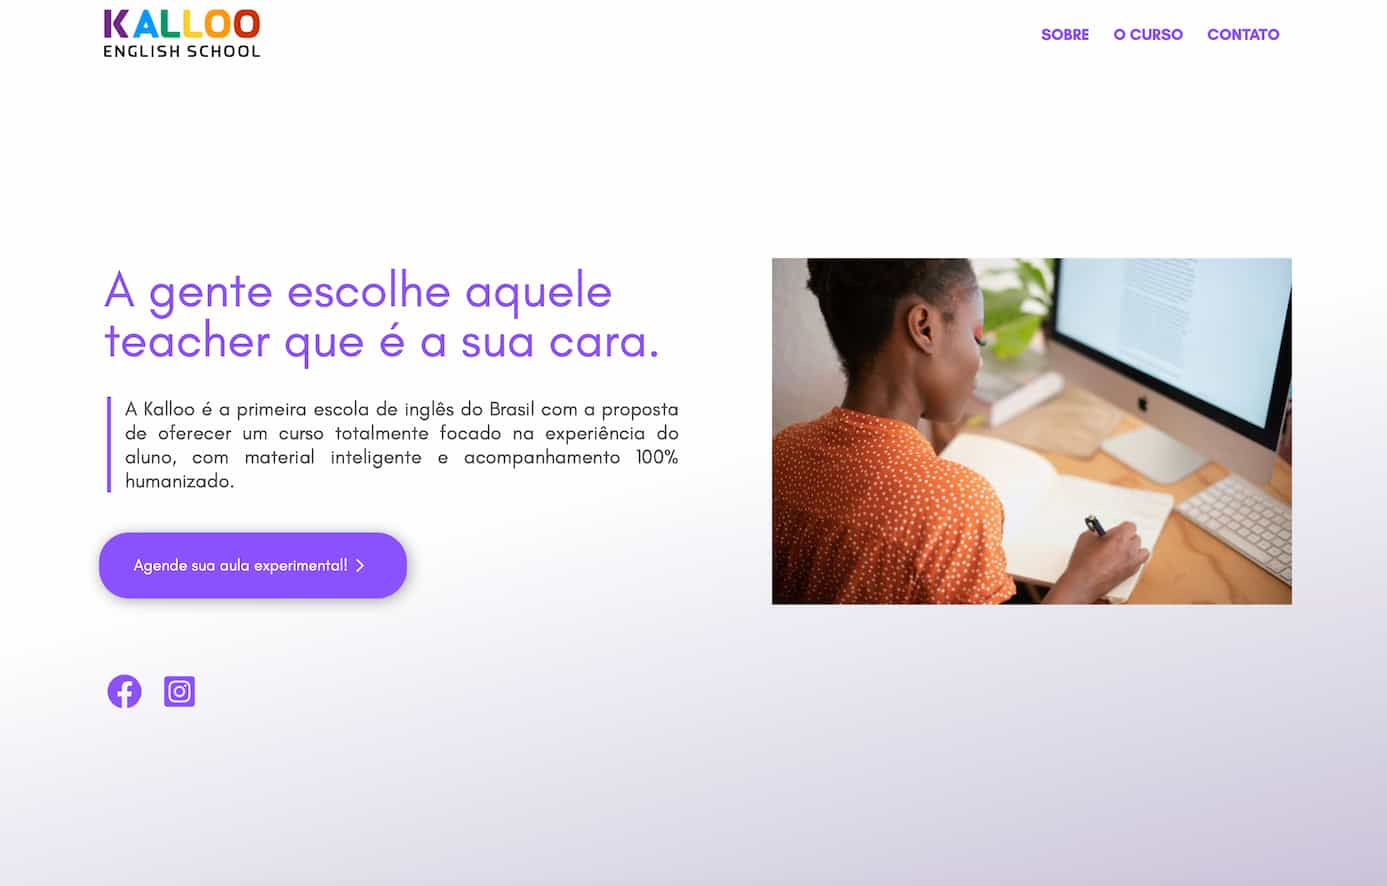 KALLOO
ENGLISH SCHOOL
SOBRE O CURSO CONTATO
A gente escolhe aquele
teacher que é a sua cara.
A Kalloo é a primeira escola de inglês do Brasil com a proposta
de oferecer um curso totalmente focado na experiência do
aluno, com material inteligente e acompanhamento 100%
humanizado.
Agende sua aula experimental!